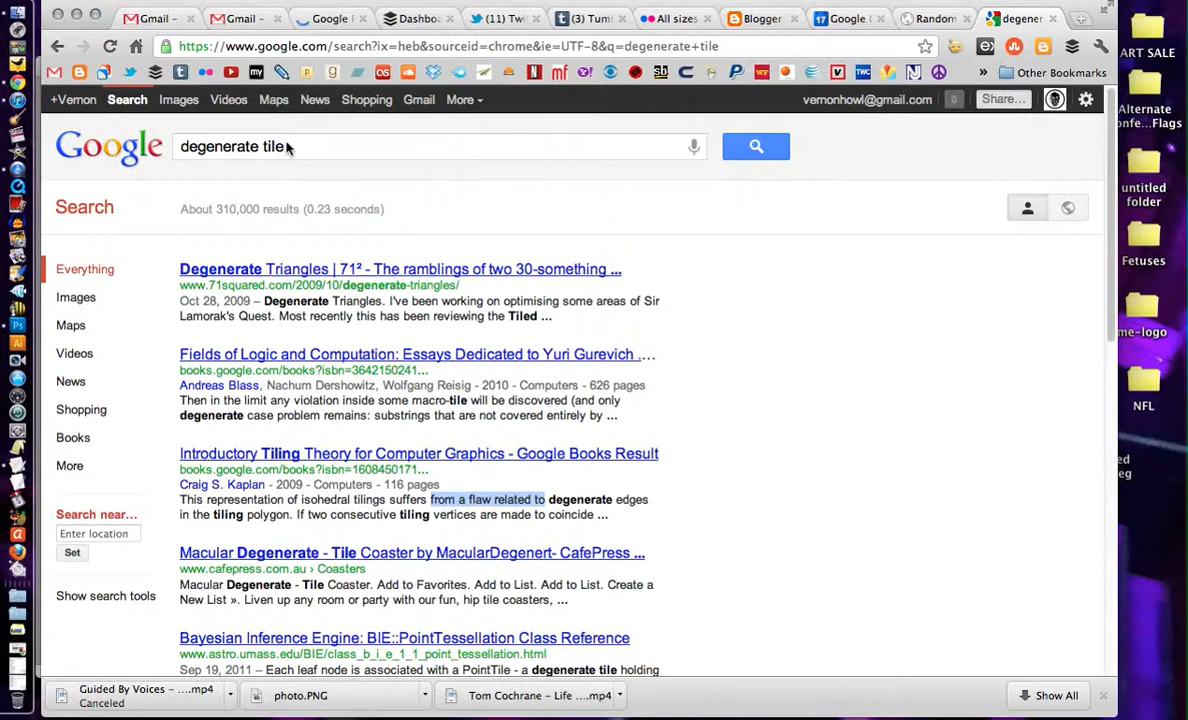 Gmail - Gmail - Google Dashbo (11) Twi (3) Tuml All sizes Blogger Google Random degener
https://www.google.com/search?ix=heb&sourceid=chrome&ie=UTF-8&q=degenerate+tile
Other Bookmarks
+Vernon Search Images Videos Maps News Shopping Gmail More vernonhowl@gmail.com 0 Share...
Google degenerate tile
Search About 310,000 results (0.23 seconds)
Everything
Images
Maps
Videos
News
Shopping
Books
More
Search near...
Enter location
Set
Show search tools
Degenerate Triangles | 71² - The ramblings of two 30-something ...
www.71squared.com/2009/10/degenerate-triangles/
Oct 28, 2009 – Degenerate Triangles. I've been working on optimising some areas of Sir
Lamorak's Quest. Most recently this has been reviewing the Tiled ...
Fields of Logic and Computation: Essays Dedicated to Yuri Gurevich ....
books.google.com/books?isbn=3642150241...
Andreas Blass, Nachum Dershowitz, Wolfgang Reisig - 2010 - Computers - 626 pages
Then in the limit any violation inside some macro-tile will be discovered (and only
degenerate case problem remains: substrings that are not covered entirely by ...
Introductory Tiling Theory for Computer Graphics - Google Books Result
books.google.com/books?isbn=1608450171...
Craig S. Kaplan - 2009 - Computers - 116 pages
This representation of isohedral tilings suffers from a flaw related to degenerate edges
in the tiling polygon. If two consecutive tiling vertices are made to coincide ...
Macular Degenerate - Tile Coaster by MacularDegenert- CafePress ...
www.cafepress.com.au › Coasters
Macular Degenerate - Tile Coaster. Add to Favorites. Add to List. Add to List. Create a
New List ». Liven up any room or party with our fun, hip tile coasters, ...
Bayesian Inference Engine: BIE::PointTessellation Class Reference
www.astro.umass.edu/BIE/class_b_i_e_1_1_point_tessellation.html
Sep 19, 2011 – Each leaf node is associated with a PointTile - a degenerate tile holding
Guided By Voices - ....mp4
Canceled
photo.PNG
Tom Cochrane - Life ....mp4
Show All
ART SALE
Alternate
onfe...Flags
untitled
folder
Fetuses
me-logo
NFL
ted
eg